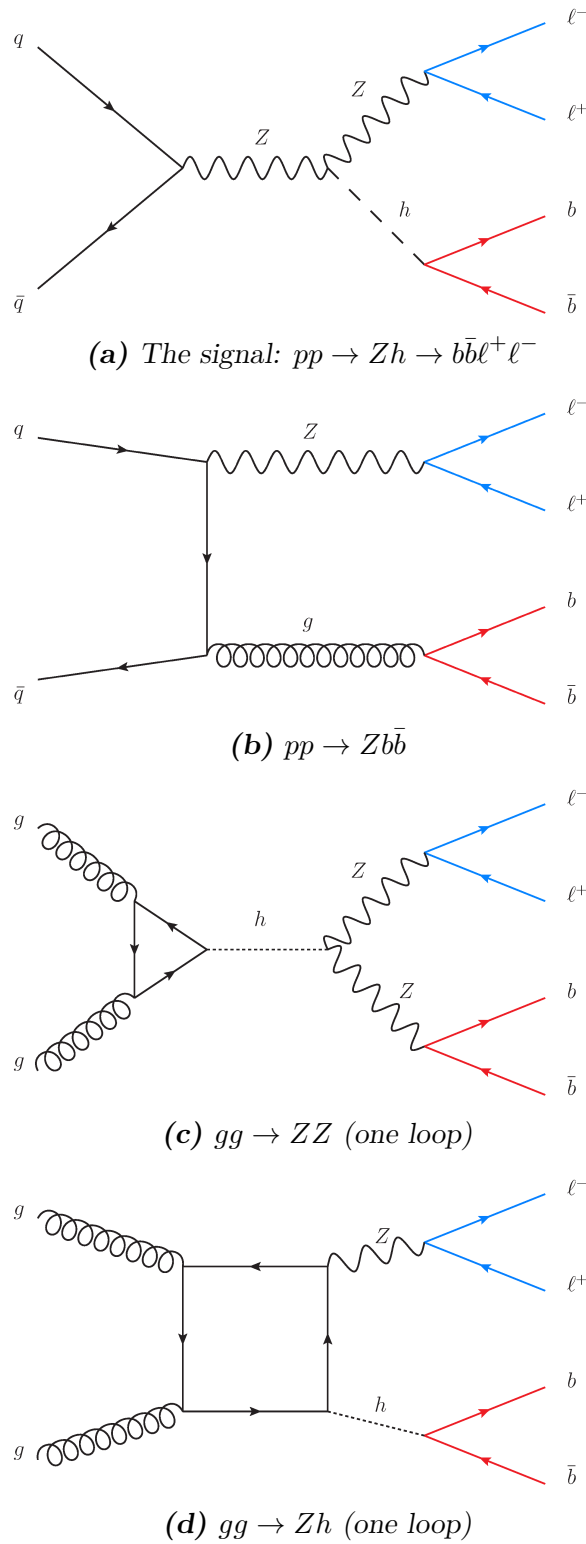 ℓ⁻
q
Z
Z
ℓ⁺
h
b
q̄
b̄
(a) The signal: pp → Zh → bb̄ℓ⁺ℓ⁻
ℓ⁻
q
Z
ℓ⁺
b
g
q̄
b̄
(b) pp → Zbb̄
ℓ⁻
g
Z
ℓ⁺
h
Z
b
g
b̄
(c) gg → ZZ (one loop)
ℓ⁻
g
Z
ℓ⁺
b
h
g
b̄
(d) gg → Zh (one loop)